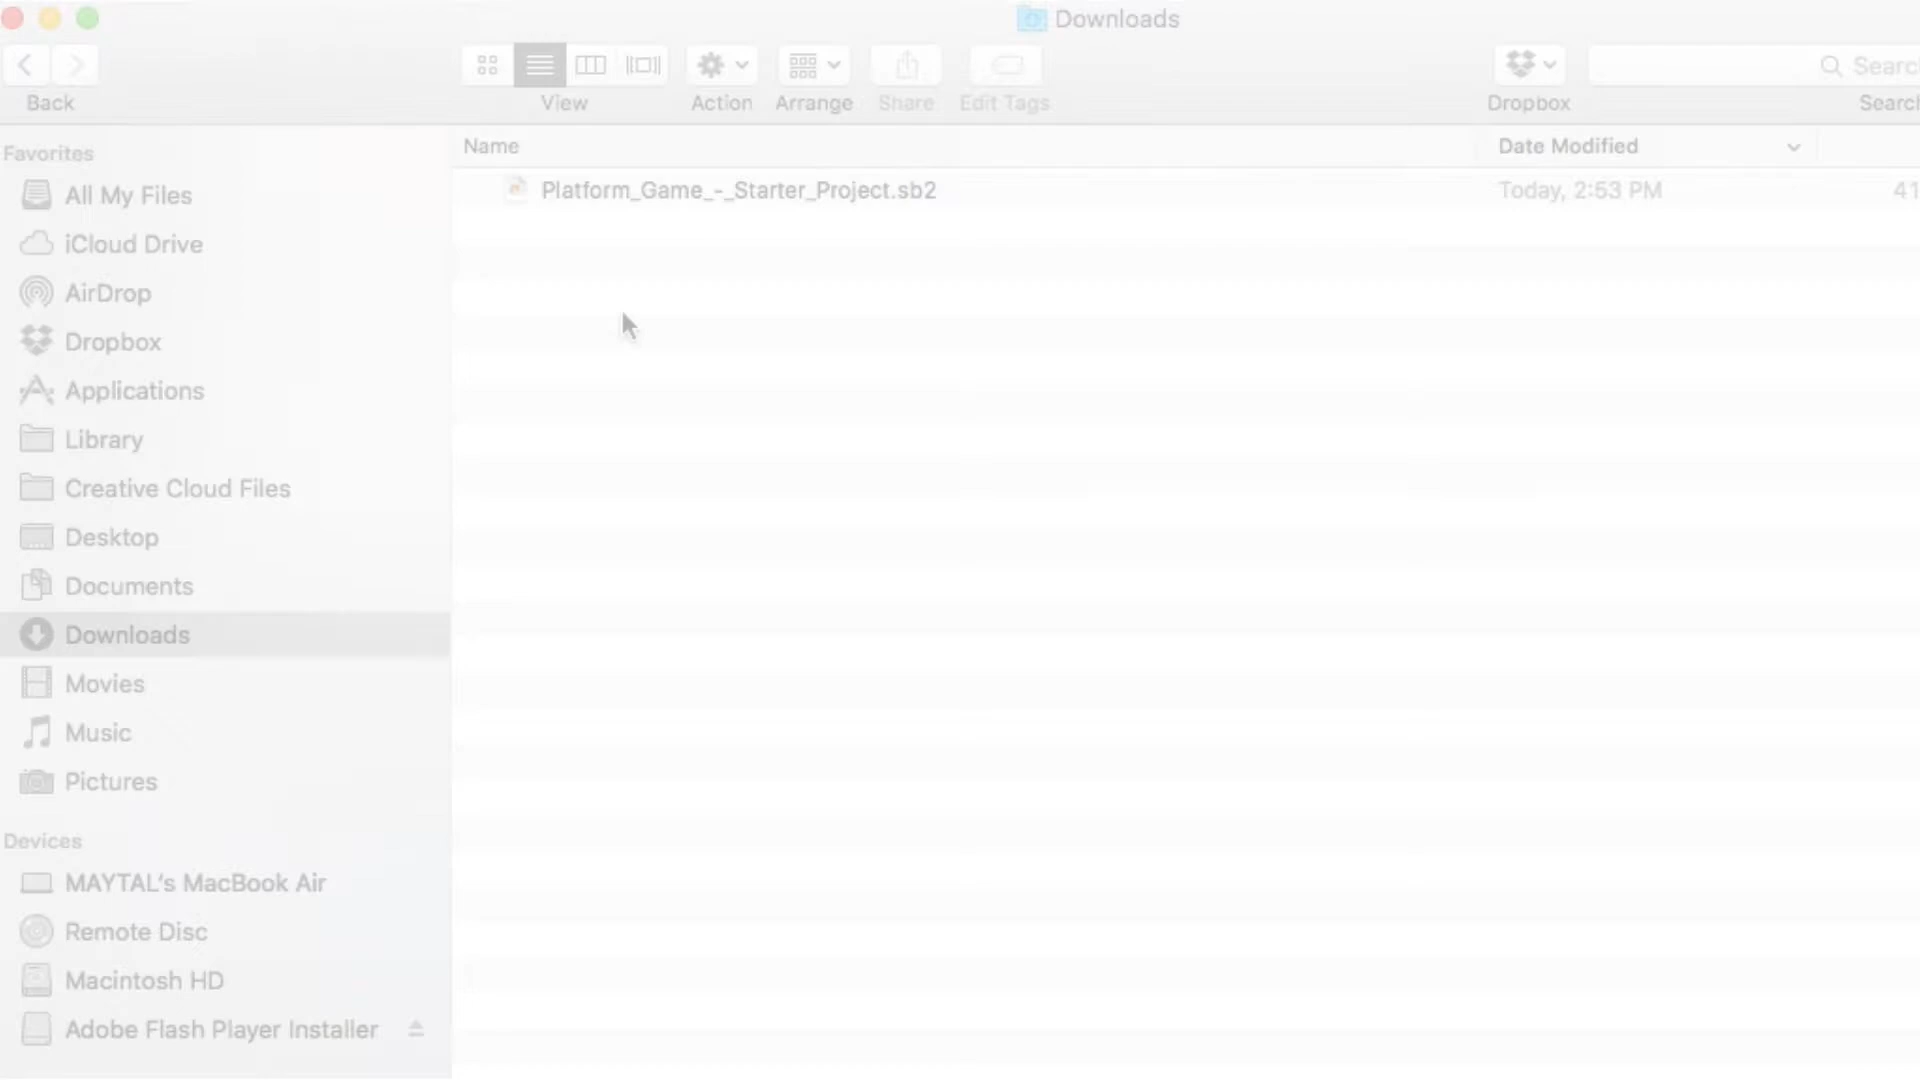 Downloads
Back
View
Action
Arrange
Share
Edit Tags
Dropbox
Search
Name
Date Modified
Platform_Game_-_Starter_Project.sb2
Today, 2:53 PM
41
Favorites
All My Files
iCloud Drive
AirDrop
Dropbox
Applications
Library
Creative Cloud Files
Desktop
Documents
Downloads
Movies
Music
Pictures
Devices
MAYTAL's MacBook Air
Remote Disc
Macintosh HD
Adobe Flash Player Installer